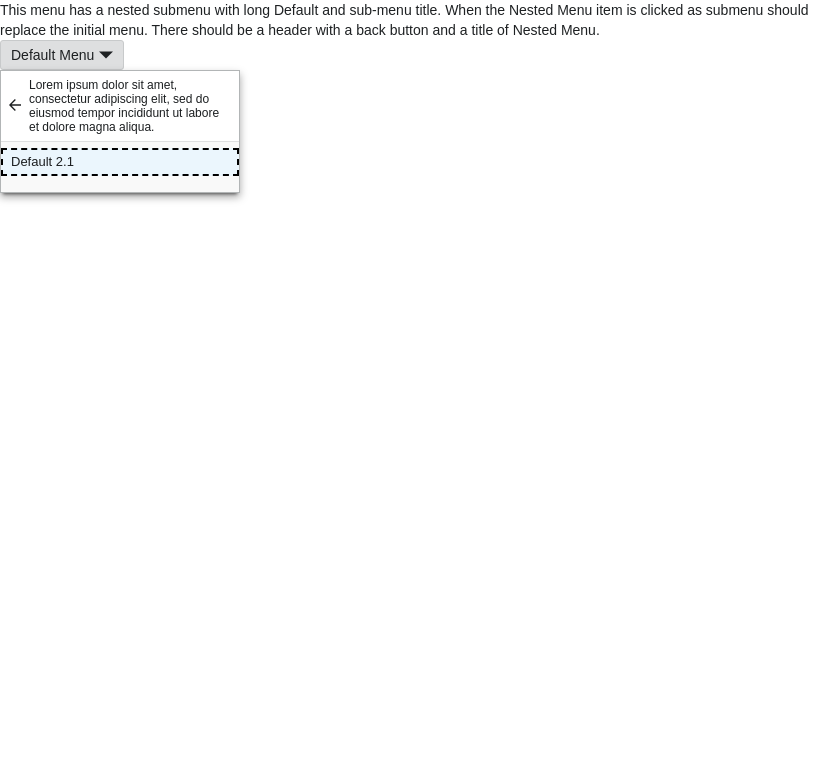 This menu has a nested submenu with long Default and sub-menu title. When the Nested Menu item is clicked as submenu should
replace the initial menu. There should be a header with a back button and a title of Nested Menu.
Default Menu
Lorem ipsum dolor sit amet,
consectetur adipiscing elit, sed do
eiusmod tempor incididunt ut labore
et dolore magna aliqua.
Default 2.1